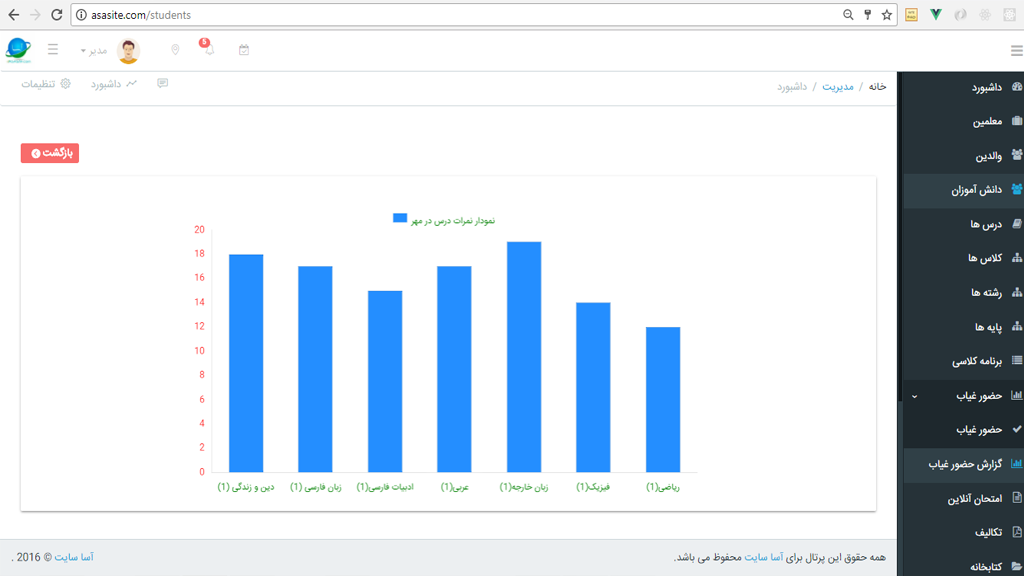 asasite.com/students
مدیر
5
تنظیمات
داشبورد
خانه / مدیریت / داشبورد
بازگشت
نمودار نمرات درس در مهر
20
18
16
14
12
10
8
6
4
2
0
دین و زندگی (1)
زبان فارسی (1)
ادبیات فارسی(1)
عربی(1)
زبان خارجه(1)
فیزیک(1)
ریاضی(1)
داشبورد
معلمین
والدین
دانش آموزان
درس ها
کلاس ها
رشته ها
پایه ها
برنامه کلاسی
حضور غیاب
حضور غیاب
گزارش حضور غیاب
امتحان آنلاین
تکالیف
کتابخانه
همه حقوق این پرتال برای آسا سایت محفوظ می باشد.
آسا سایت © 2016 .